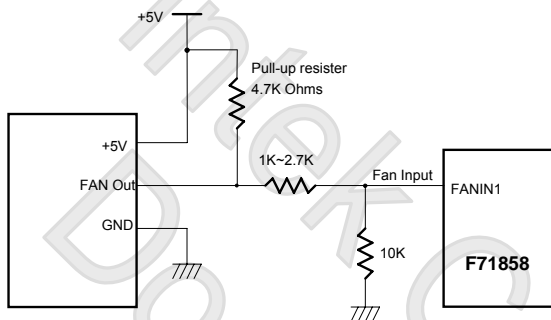 +5V
Pull-up resister
4.7K Ohms
+5V
1K~2.7K
FAN Out
Fan Input
FANIN1
GND
10K
F71858